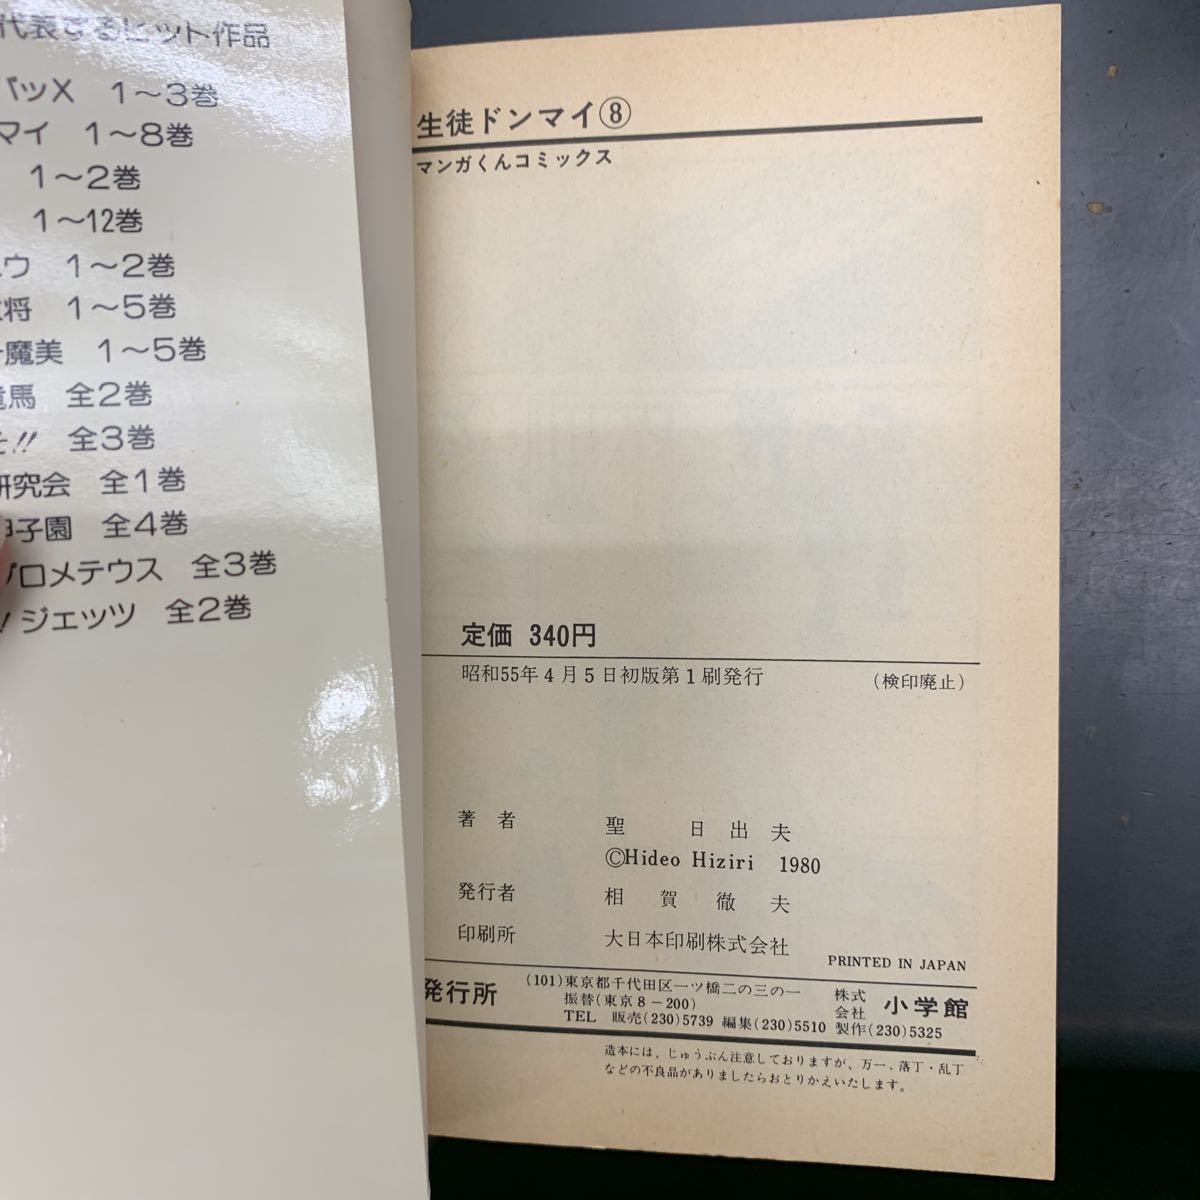 代表するヒット作品
バッX 1〜3巻
マイ 1〜8巻
1〜2巻
1〜12巻
ュウ 1〜2巻
将 1〜5巻
魔美 1〜5巻
竜馬 全2巻
!! 全3巻
研究会 全1巻
甲子園 全4巻
プロメテウス 全3巻
!ジェッツ 全2巻
生徒ドンマイ⑧
マンガくんコミックス
定価 340円
昭和55年4月5日初版第1刷発行 (検印廃止)
著者 聖 日出夫
©Hideo Hiziri 1980
発行者 相賀徹夫
印刷所 大日本印刷株式会社
PRINTED IN JAPAN
発行所 (101)東京都千代田区一ツ橋二の三の一 株式会社 小学館
振替(東京8-200)
TEL 販売(230)5739 編集(230)5510 製作(230)5325
造本には、じゅうぶん注意しておりますが、万一、落丁・乱丁
などの不良品がありましたらおとりかえいたします。